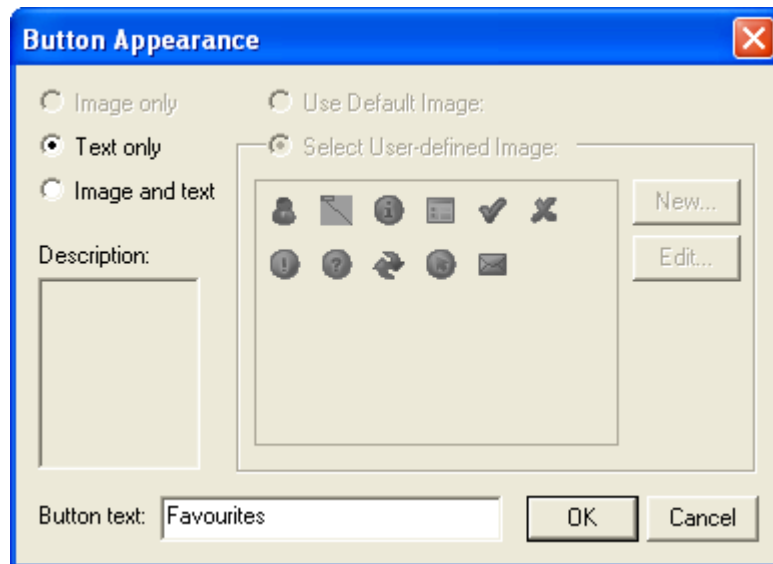 Button Appearance
Image only
Use Default Image:
Text only
Select User-defined Image:
Image and text
New...
Description:
Edit...
Button text:
Favourites
OK
Cancel